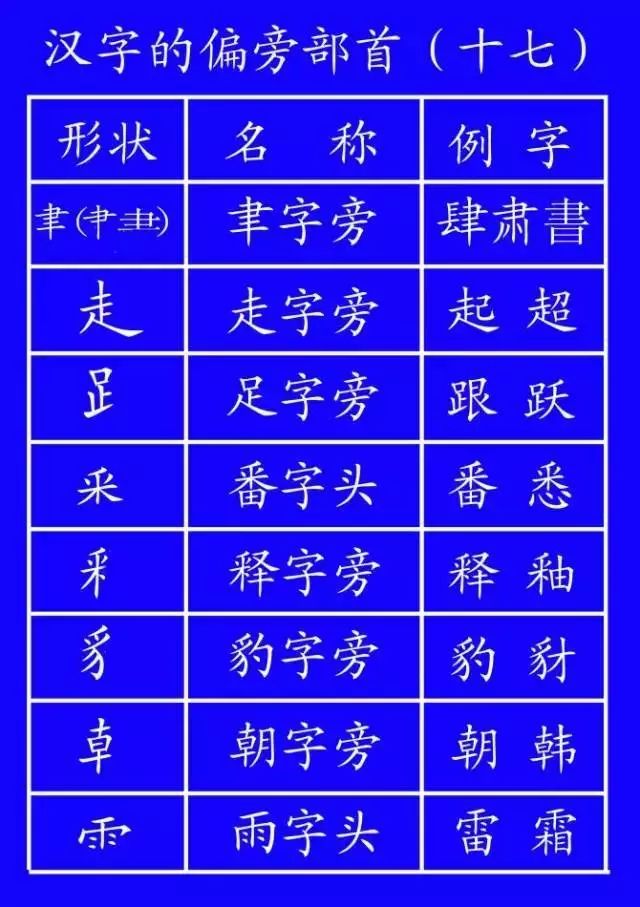 汉字的偏旁部首（十七）
形状 名 称 例 字
聿(肀⺻) 聿字旁 肆肃書
走 走字旁 起 超
𧾷 足字旁 跟 跃
釆 番字头 番 悉
釆 释字旁 释 釉
豸 豹字旁 豹 豺
𠦝 朝字旁 朝 韩
⻗ 雨字头 雷 霜